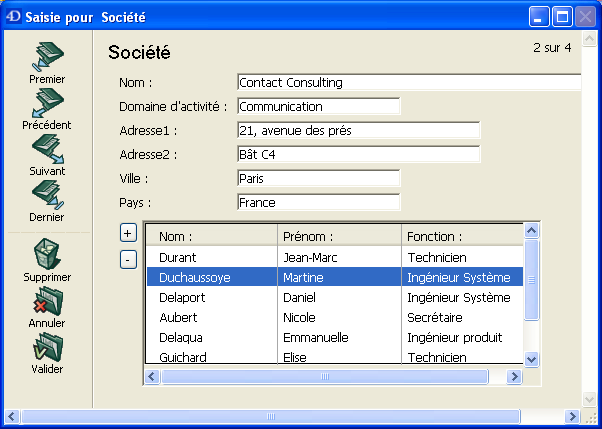 4D Saisie pour Société
Société
2 sur 4
Premier
Précédent
Suivant
Dernier
Supprimer
Annuler
Valider
Nom : Contact Consulting
Domaine d'activité : Communication
Adresse1 : 21, avenue des prés
Adresse2 : Bât C4
Ville : Paris
Pays : France
+
-
Nom : Prénom : Fonction :
Durant Jean-Marc Technicien
Duchaussoye Martine Ingénieur Système
Delaport Daniel Ingénieur Système
Aubert Nicole Secrétaire
Delaqua Emmanuelle Ingénieur produit
Guichard Elise Technicien